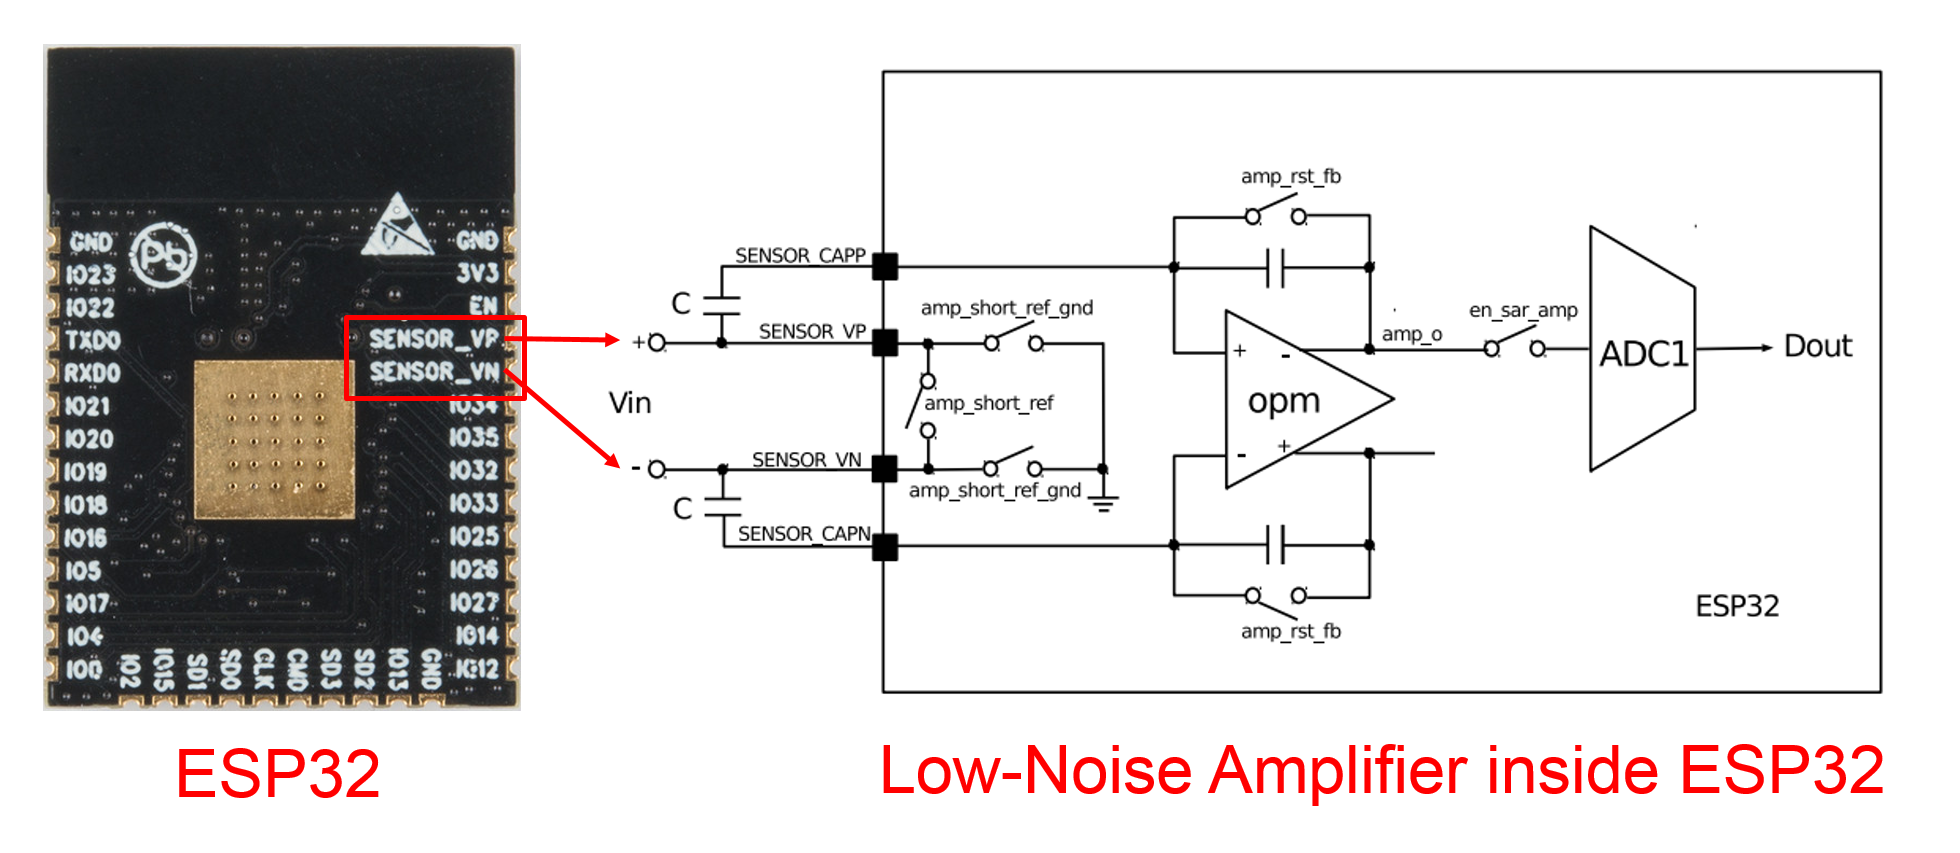 GND
IO23
IO22
TXD0
RXD0
IO21
IO20
IO19
IO18
IO16
IO5
IO17
IO4
IO0
Pb
GND
3V3
EN
SENSOR_VP
SENSOR_VN
IO34
IO35
IO32
IO33
IO25
IO26
IO27
IO14
IO12
IO2
IO15
SD1
SD0
CLK
CMD
SD3
SD2
IO13
GND
ESP32
+
Vin
-
C
C
SENSOR_CAPP
SENSOR_VP
SENSOR_VN
SENSOR_CAPN
amp_short_ref_gnd
amp_short_ref
amp_short_ref_gnd
amp_rst_fb
+ -
opm
- +
amp_rst_fb
amp_o
en_sar_amp
ADC1
Dout
ESP32
Low-Noise Amplifier inside ESP32